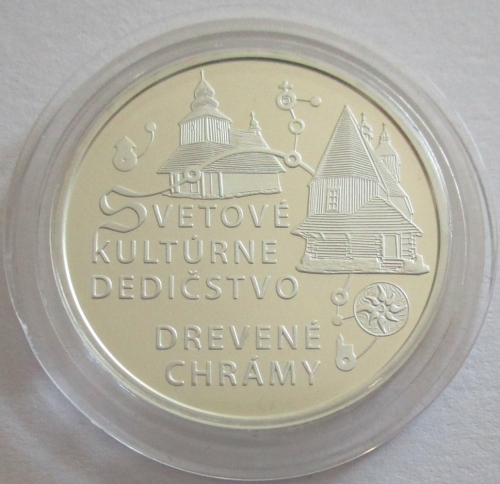 SVETOVÉ
KULTÚRNE
DEDIČSTVO
DREVENÉ
CHRÁMY